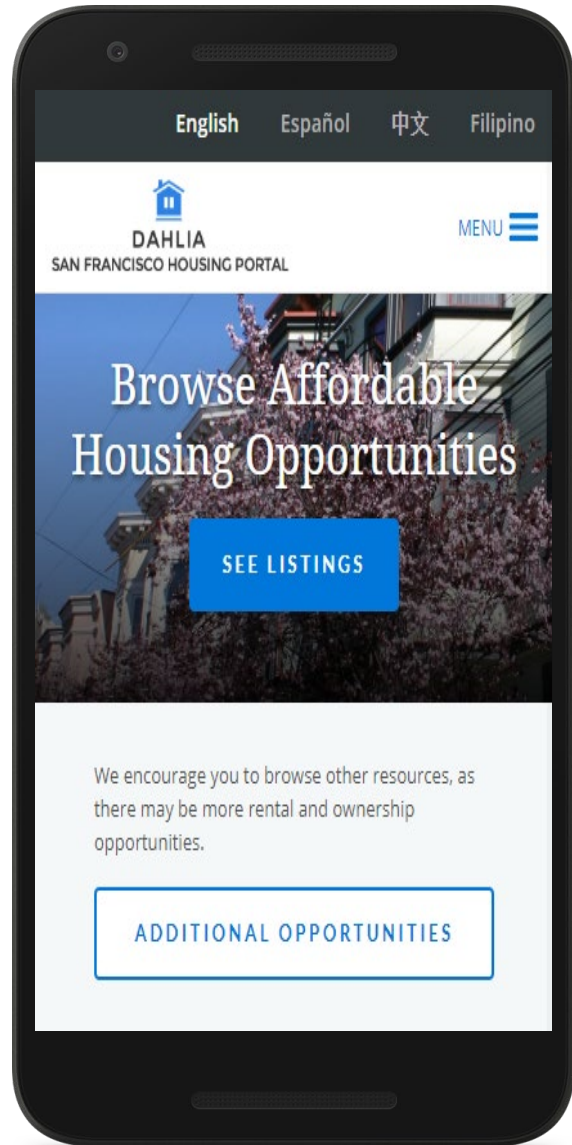 English Español 中文 Filipino
DAHLIA
SAN FRANCISCO HOUSING PORTAL
MENU
Browse Affordable
Housing Opportunities
SEE LISTINGS
We encourage you to browse other resources, as
there may be more rental and ownership
opportunities.
ADDITIONAL OPPORTUNITIES